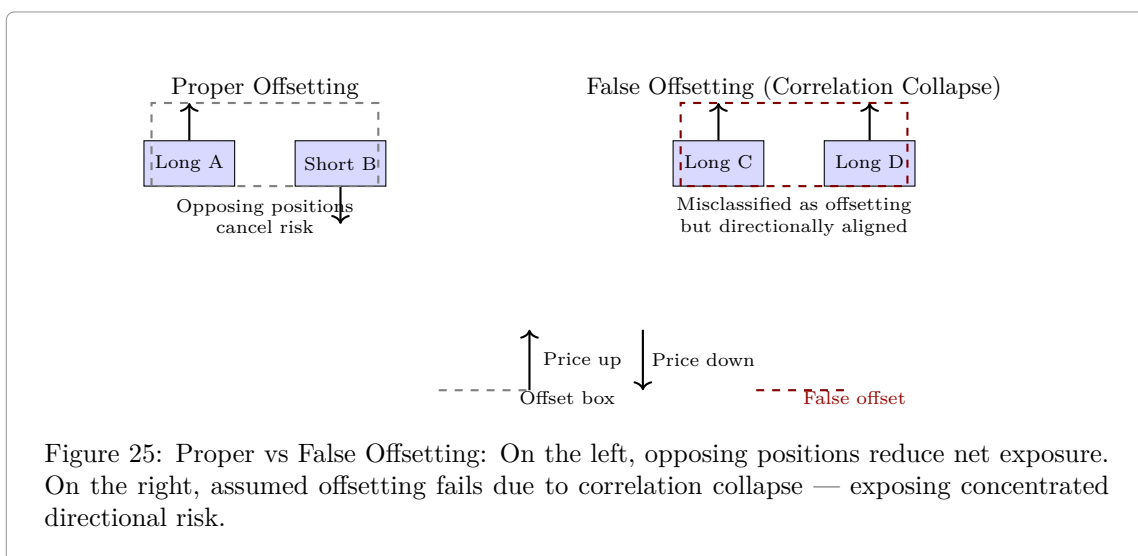 Proper Offsetting
Long A
Short B
Opposing positions
cancel risk
False Offsetting (Correlation Collapse)
Long C
Long D
Misclassified as offsetting
but directionally aligned
Price up
Price down
Offset box
False offset
Figure 25: Proper vs False Offsetting: On the left, opposing positions reduce net exposure.
On the right, assumed offsetting fails due to correlation collapse — exposing concentrated
directional risk.